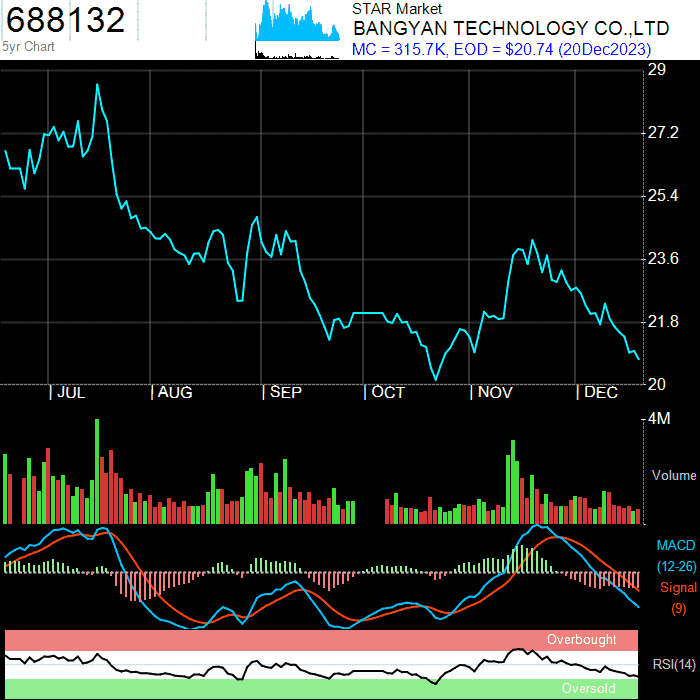 688132
5yr Chart
STAR Market
BANGYAN TECHNOLOGY CO.,LTD
MC = 315.7K, EOD = $20.74 (20Dec2023)
29
27.2
25.4
23.6
21.8
20
JUL AUG SEP OCT NOV DEC
4M
Volume
MACD
(12-26)
Signal
(9)
Overbought
RSI(14)
Oversold